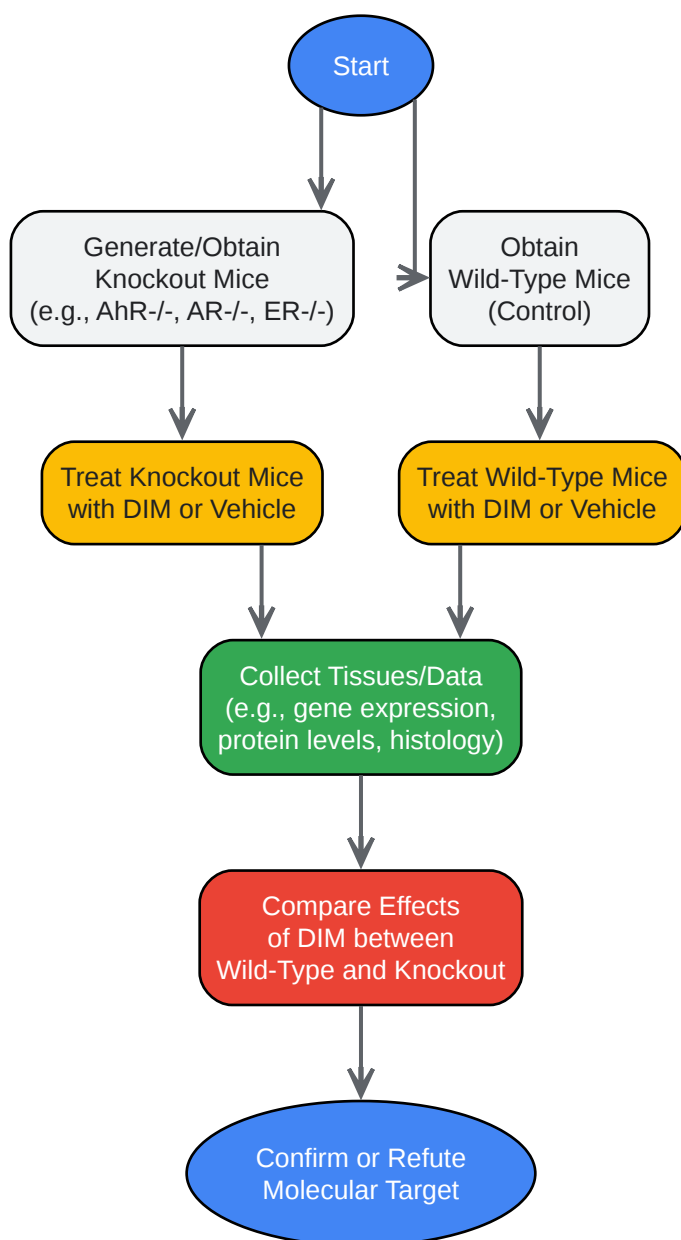 Start
Generate/Obtain
Knockout Mice
(e.g., AhR-/-, AR-/-, ER-/-)
Obtain
Wild-Type Mice
(Control)
Treat Knockout Mice
with DIM or Vehicle
Treat Wild-Type Mice
with DIM or Vehicle
Collect Tissues/Data
(e.g., gene expression,
protein levels, histology)
Compare Effects
of DIM between
Wild-Type and Knockout
Confirm or Refute
Molecular Target